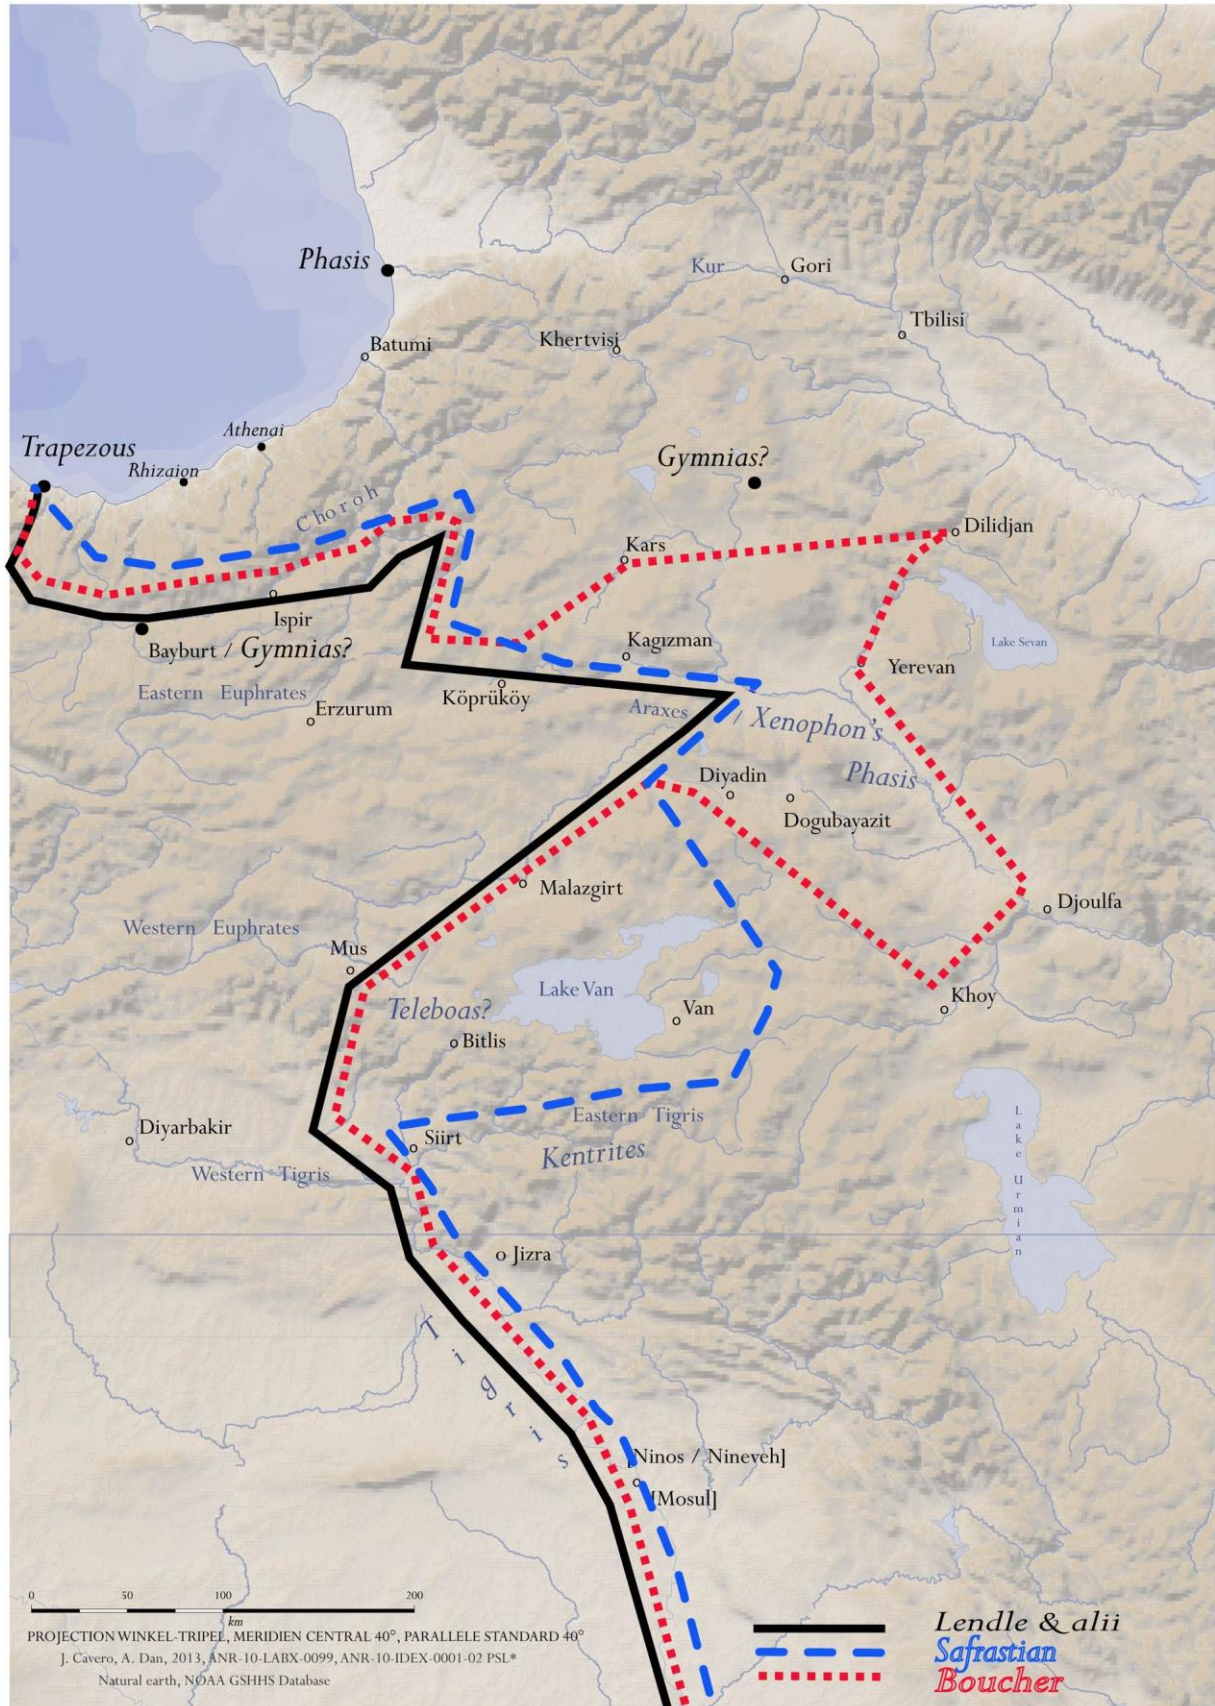 Phasis
Kur
Gori
Tbilisi
Khertvisi
Batumi
Athenai
Trapezous
Rhizaion
Gymnias?
Choroh
Dilidjan
Kars
Ispir
Lake Sevan
Kagızman
Bayburt / Gymnias?
Yerevan
Eastern Euphrates
Köprüköy
Erzurum
Araxes / Xenophon's
Phasis
Diyadin
Dogubayazit
Malazgirt
Djoulfa
Western Euphrates
Mus
Lake Van
Teleboas?
Van
Khoy
Bitlis
Eastern Tigris
Diyarbakir
Siirt
Kentrites
Western Tigris
Lake Urmian
Jizra
Tigris
[Ninos / Nineveh]
[Mosul]
0 50 100 200
km
PROJECTION WINKEL-TRIPEL, MERIDIEN CENTRAL 40°, PARALLELE STANDARD 40°
J. Cavero, A. Dan, 2013, ANR-10-LABX-0099, ANR-10-IDEX-0001-02 PSL*
Natural earth, NOAA GSHHS Database
Lendle & alii
Safrastian
Boucher